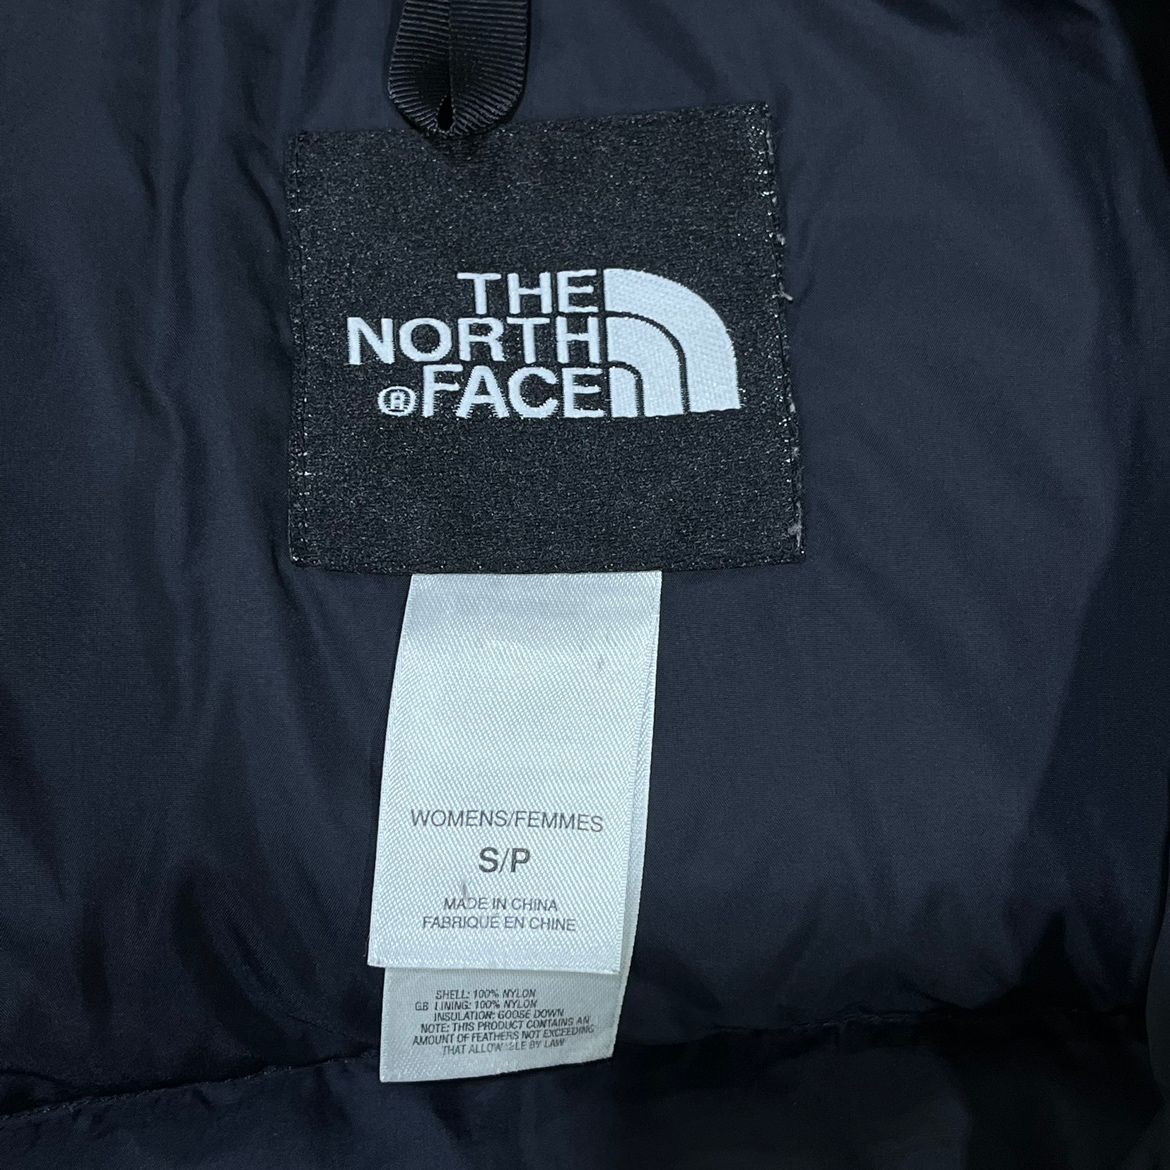 THE
NORTH
® FACE
WOMENS/FEMMES
S/P
MADE IN CHINA
FABRIQUE EN CHINE
SHELL: 100% NYLON
GB LINING: 100% NYLON
INSULATION: GOOSE DOWN
NOTE: THIS PRODUCT CONTAINS AN
AMOUNT OF FEATHERS NOT EXCEEDING
THAT ALLOWABLE BY LAW